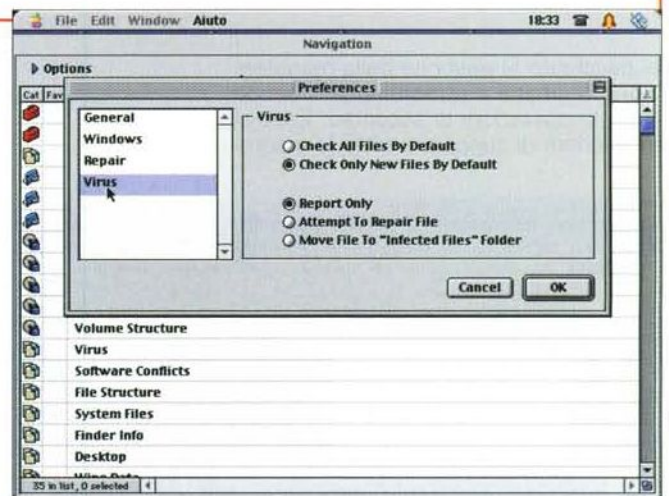 File Edit Window Aiuto 18:33
Navigation
Options
Cat Fav
Preferences
General
Windows
Repair
Virus
Virus
Check All Files By Default
Check Only New Files By Default
Report Only
Attempt To Repair File
Move File To "Infected Files" Folder
Cancel OK
Volume Structure
Virus
Software Conflicts
File Structure
System Files
Finder Info
Desktop
35 in list, 0 selected